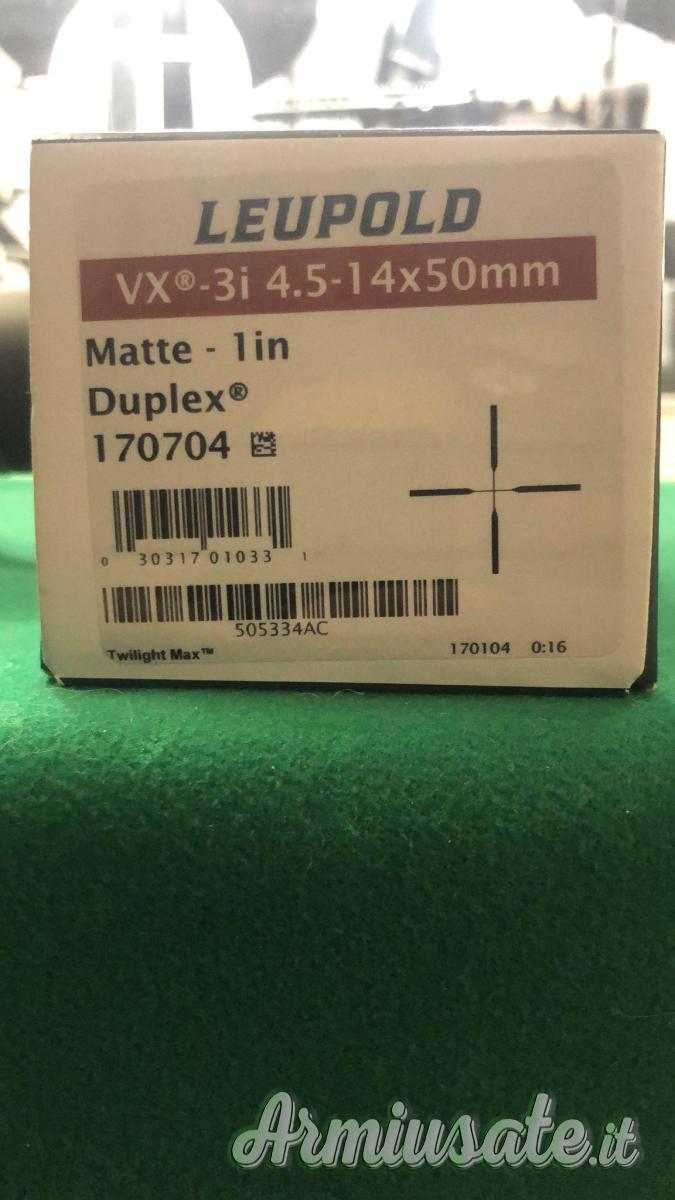 LEUPOLD
VX®-3i 4.5-14x50mm
Matte - 1in
Duplex®
170704
0 30317 01033 1
505334AC
Twilight Max™ 170104 0:16
Armiusate.it